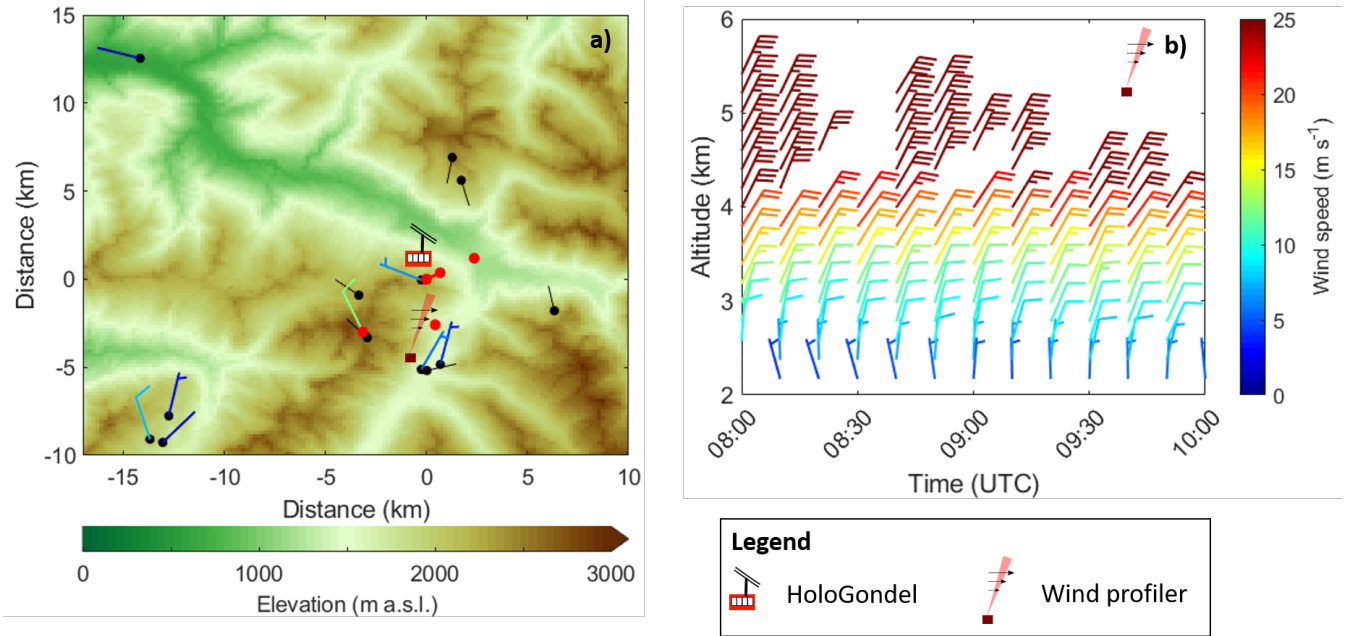 a)
15
10
5
0
-5
-10
Distance (km)
-15
-10
-5
0
5
10
Distance (km)
0
1000
2000
3000
Elevation (m a.s.l.)
b)
6
5
4
3
2
Altitude (km)
08:00
08:30
09:00
09:30
10:00
Time (UTC)
25
20
15
10
5
0
Wind speed (m s⁻¹)
Legend
HoloGondel
Wind profiler